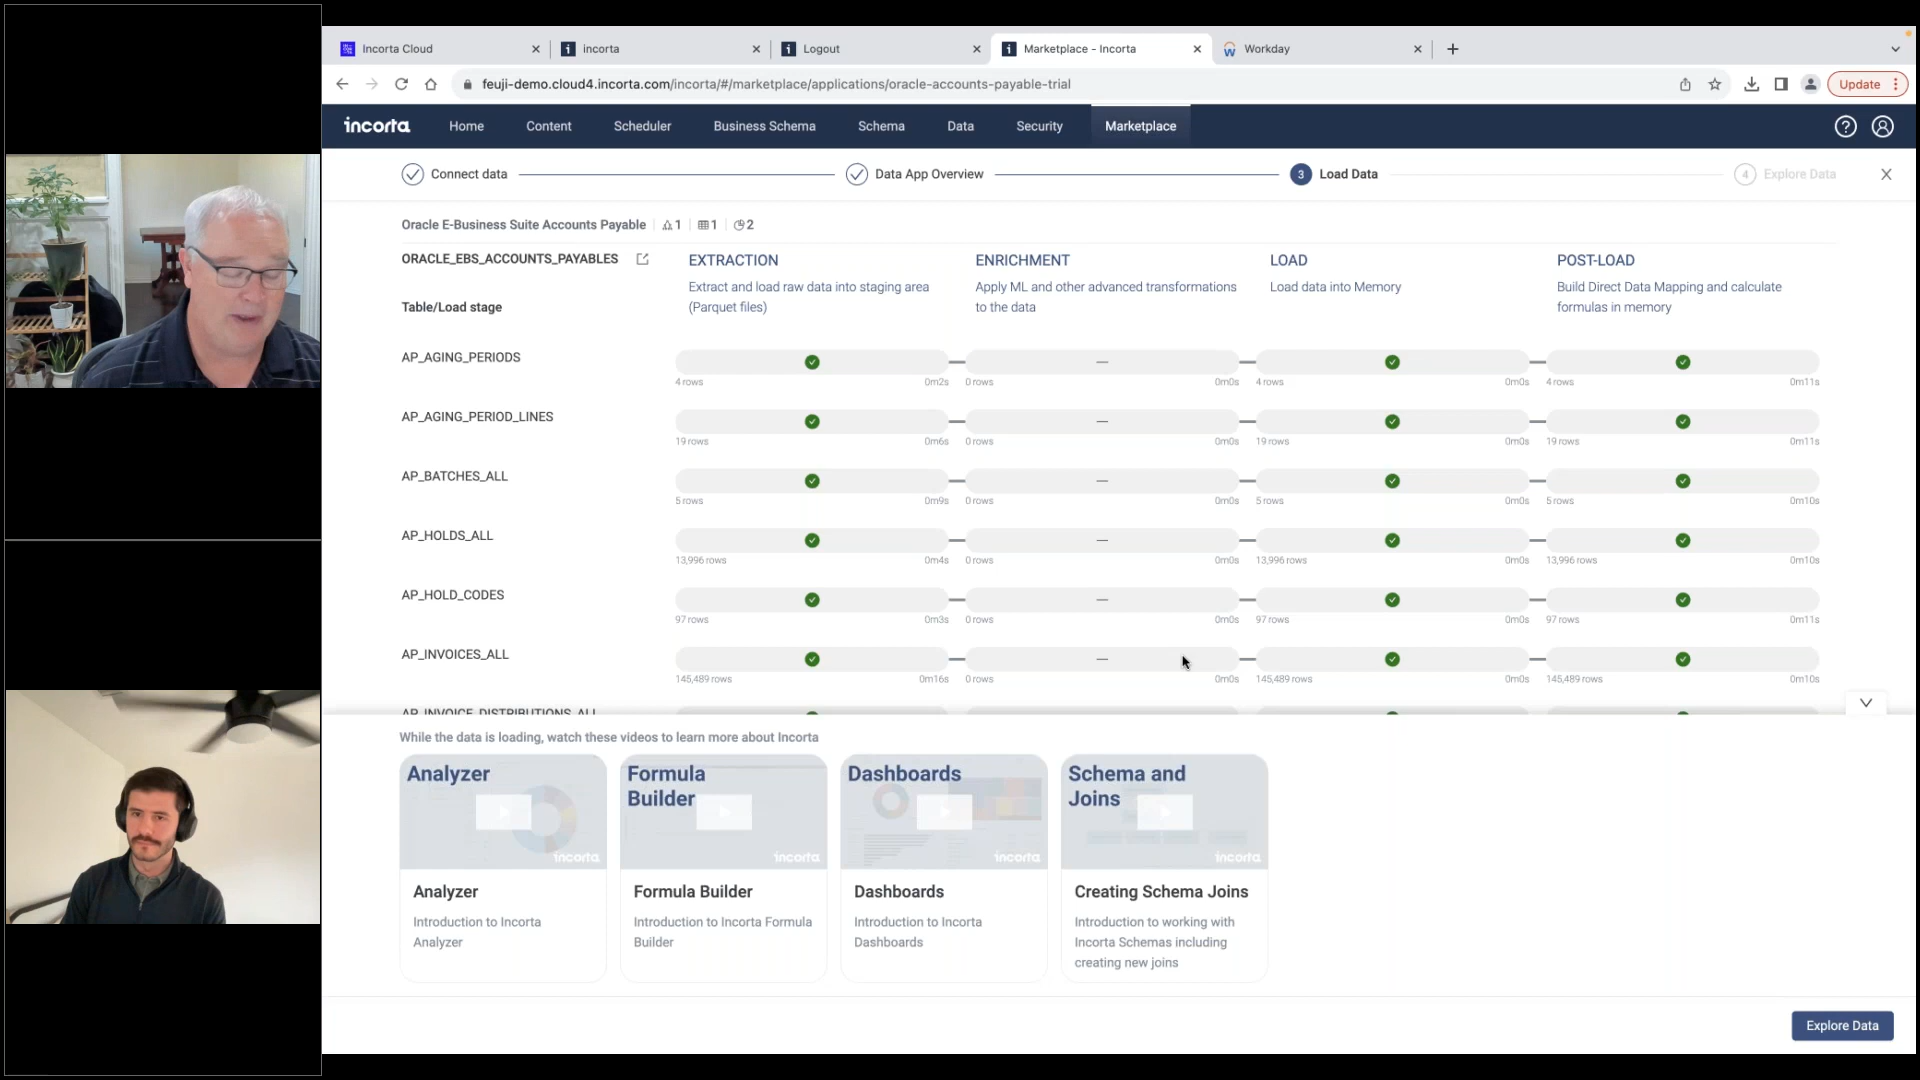 Incorta Cloud
incorta
Logout
Marketplace - Incorta
Workday
feuji-demo.cloud4.incorta.com/incorta/#/marketplace/applications/oracle-accounts-payable-trial
Update
incorta
Home
Content
Scheduler
Business Schema
Schema
Data
Security
Marketplace
Connect data
Data App Overview
3 Load Data
4 Explore Data
Oracle E-Business Suite Accounts Payable 1 1 2
ORACLE_EBS_ACCOUNTS_PAYABLES
Table/Load stage
EXTRACTION
Extract and load raw data into staging area
(Parquet files)
ENRICHMENT
Apply ML and other advanced transformations
to the data
LOAD
Load data into Memory
POST-LOAD
Build Direct Data Mapping and calculate
formulas in memory
AP_AGING_PERIODS
4 rows 0m2s 0 rows 0m0s 4 rows 0m0s 4 rows 0m11s
AP_AGING_PERIOD_LINES
19 rows 0m6s 0 rows 0m0s 19 rows 0m0s 19 rows 0m11s
AP_BATCHES_ALL
5 rows 0m9s 0 rows 0m0s 5 rows 0m0s 5 rows 0m10s
AP_HOLDS_ALL
13,996 rows 0m4s 0 rows 0m0s 13,996 rows 0m0s 13,996 rows 0m10s
AP_HOLD_CODES
97 rows 0m3s 0 rows 0m0s 97 rows 0m0s 97 rows 0m11s
AP_INVOICES_ALL
145,489 rows 0m16s 0 rows 0m0s 145,489 rows 0m0s 145,489 rows 0m10s
AP_INVOICE_DISTRIBUTIONS_ALL
While the data is loading, watch these videos to learn more about Incorta
Analyzer
incorta
Analyzer
Introduction to Incorta
Analyzer
Formula
Builder
incorta
Formula Builder
Introduction to Incorta Formula
Builder
Dashboards
incorta
Dashboards
Introduction to Incorta
Dashboards
Schema and
Joins
incorta
Creating Schema Joins
Introduction to working with
Incorta Schemas including
creating new joins
Explore Data